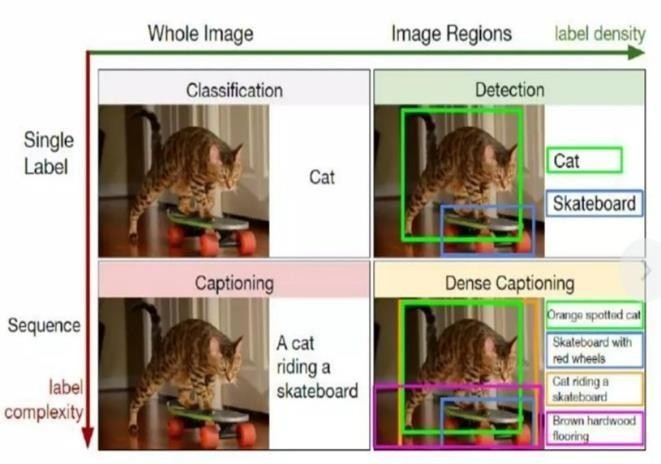 Whole Image
Image Regions
label density
Single
Label
Classification
Cat
Detection
Cat
Skateboard
Sequence
label
complexity
Captioning
A cat
riding a
skateboard
Dense Captioning
Orange spotted cat
Skateboard with
red wheels
Cat riding a
skateboard
Brown hardwood
flooring